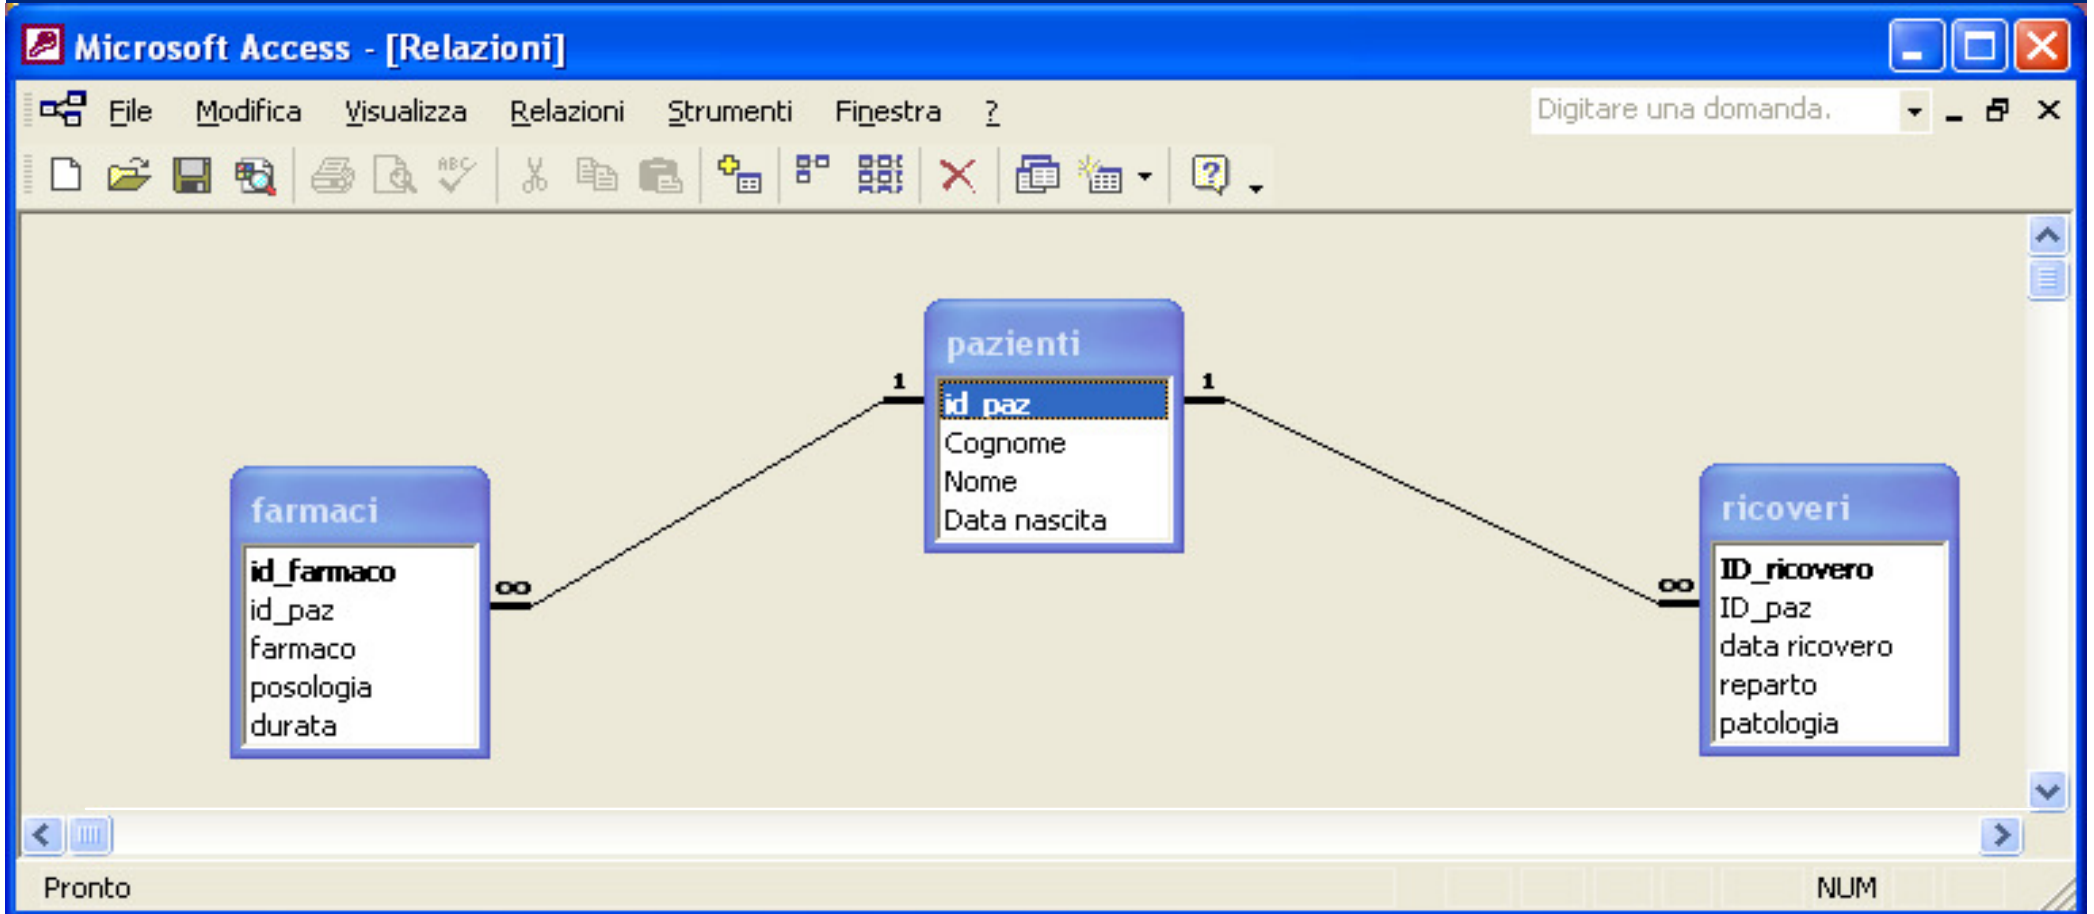 Microsoft Access - [Relazioni]
File Modifica Visualizza Relazioni Strumenti Finestra ?
Digitare una domanda.
ABC
pazienti
id_paz
Cognome
Nome
Data nascita
1
1
farmaci
id_farmaco
id_paz
farmaco
posologia
durata
∞
ricoveri
ID_ricovero
ID_paz
data ricovero
reparto
patologia
∞
Pronto
NUM